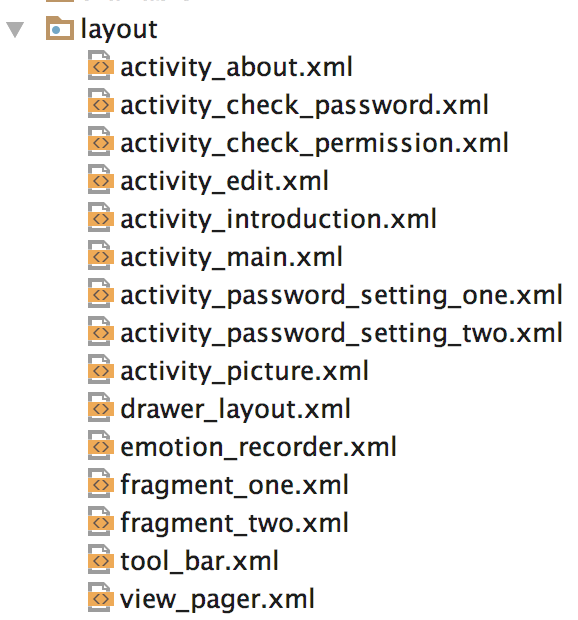 layout
activity_about.xml
activity_check_password.xml
activity_check_permission.xml
activity_edit.xml
activity_introduction.xml
activity_main.xml
activity_password_setting_one.xml
activity_password_setting_two.xml
activity_picture.xml
drawer_layout.xml
emotion_recorder.xml
fragment_one.xml
fragment_two.xml
tool_bar.xml
view_pager.xml